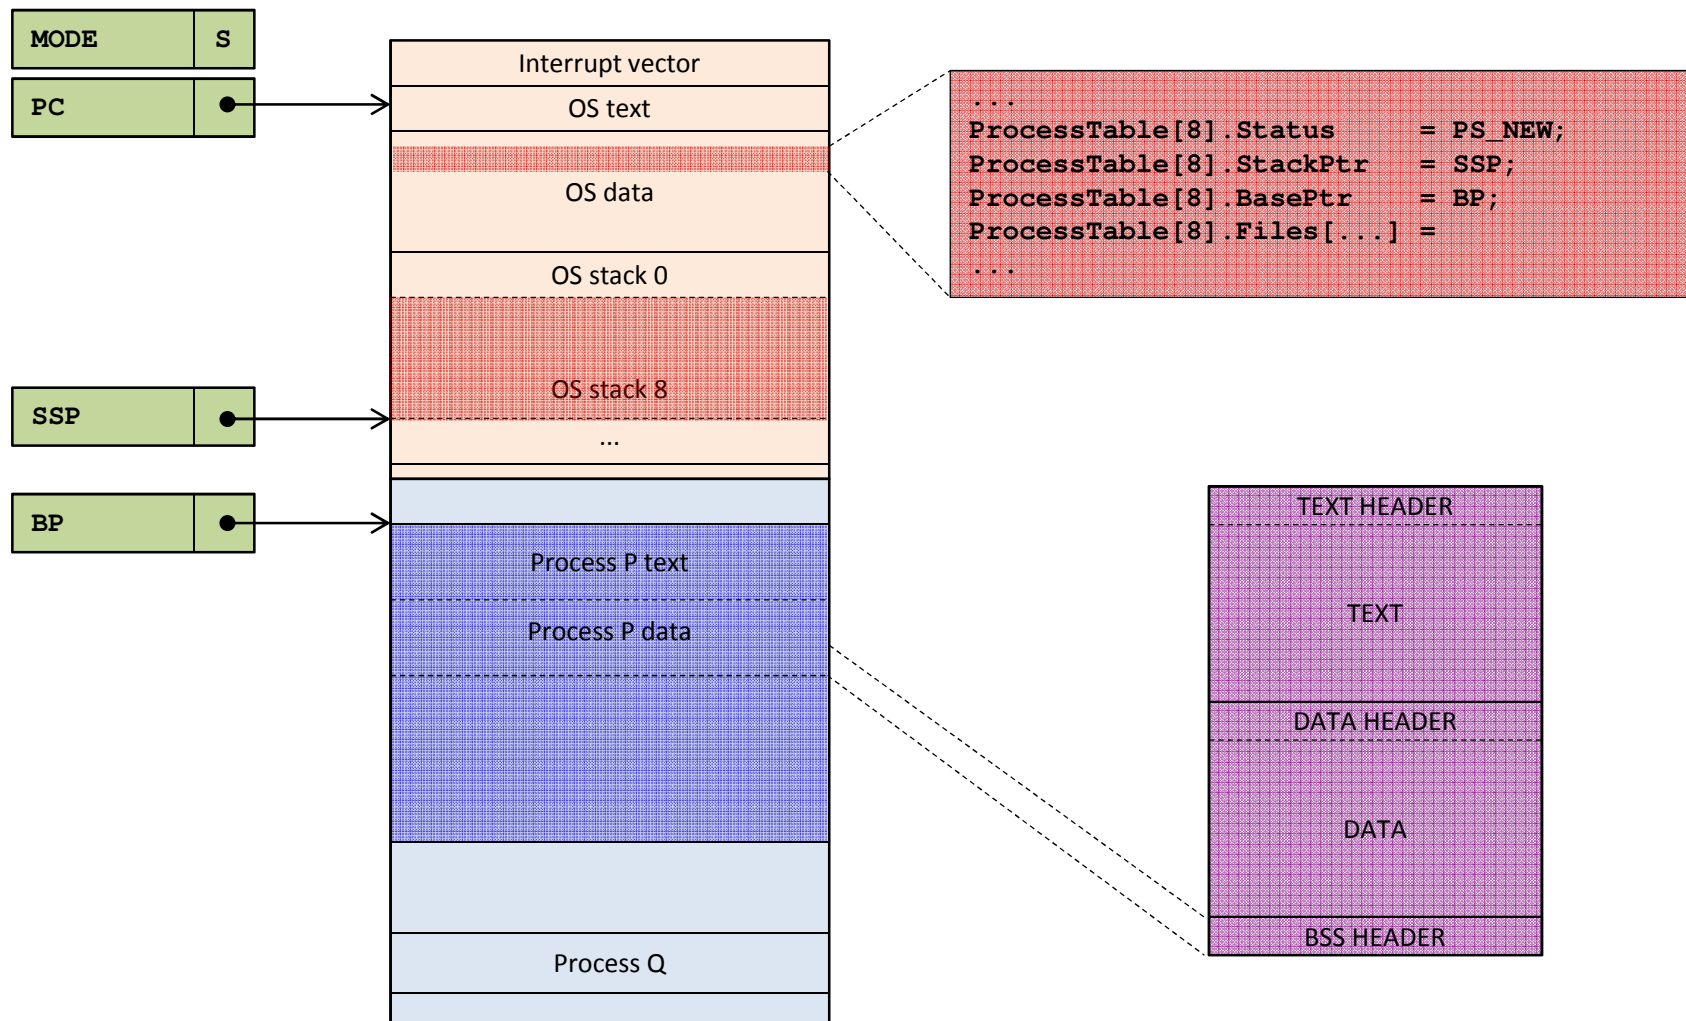 MODE S
PC
SSP
BP
Interrupt vector
OS text
OS data
OS stack 0
OS stack 8
...
Process P text
Process P data
Process Q
...
ProcessTable[8].Status = PS_NEW;
ProcessTable[8].StackPtr = SSP;
ProcessTable[8].BasePtr = BP;
ProcessTable[8].Files[...] =
...
TEXT HEADER
TEXT
DATA HEADER
DATA
BSS HEADER